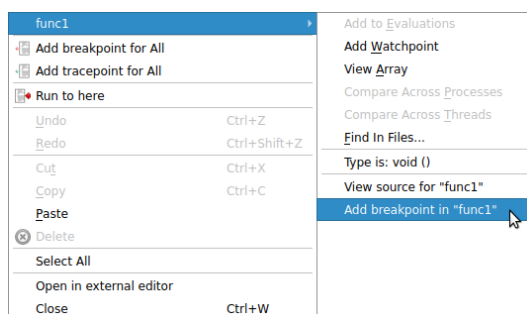 func1
Add breakpoint for All
Add tracepoint for All
Run to here
Undo Ctrl+Z
Redo Ctrl+Shift+Z
Cut Ctrl+X
Copy Ctrl+C
Paste
Delete
Select All
Open in external editor
Close Ctrl+W
Add to Evaluations
Add Watchpoint
View Array
Compare Across Processes
Compare Across Threads
Find In Files...
Type is: void ()
View source for "func1"
Add breakpoint in "func1"